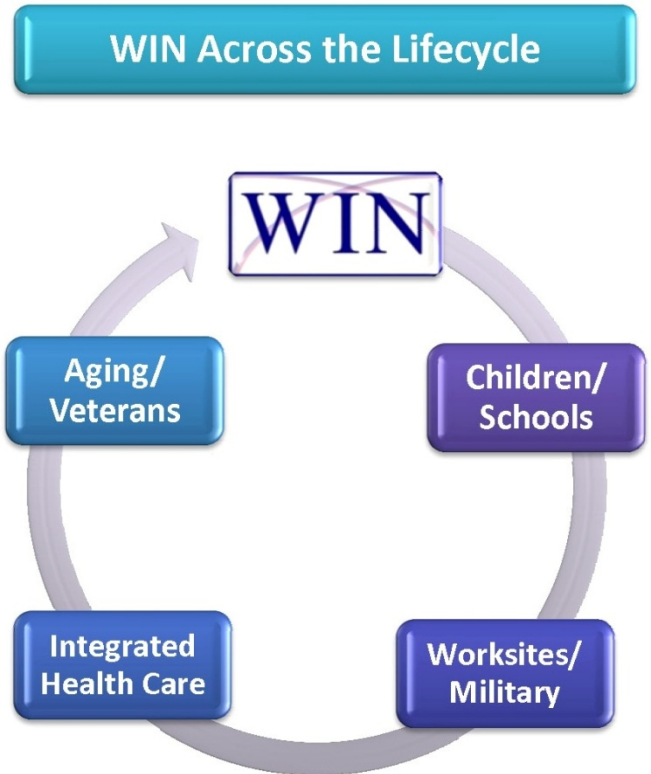 WIN Across the Lifecycle
WIN
Children/
Schools
Worksites/
Military
Integrated
Health Care
Aging/
Veterans